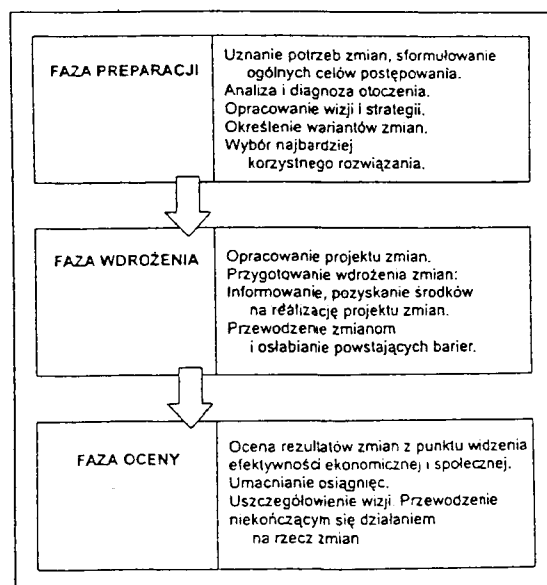 FAZA PREPARACJI
Uznanie potrzeb zmian, sformułowanie
ogólnych celów postępowania.
Analiza i diagnoza otoczenia.
Opracowanie wizji i strategii.
Określenie wariantów zmian.
Wybór najbardziej
korzystnego rozwiązania.
FAZA WDROŻENIA
Opracowanie projektu zmian.
Przygotowanie wdrożenia zmian:
Informowanie, pozyskanie środków
na realizację projektu zmian.
Przewodzenie zmianom
i osłabianie powstających barier.
FAZA OCENY
Ocena rezultatów zmian z punktu widzenia
efektywności ekonomicznej i społecznej.
Umacnianie osiągnięć.
Uszczegółowienie wizji. Przewodzenie
niekończącym się działaniem
na rzecz zmian